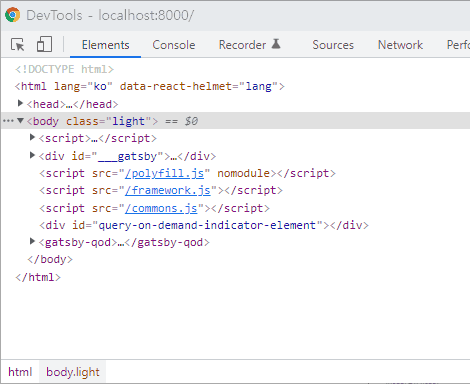 DevTools - localhost:8000/
Elements Console Recorder Sources Network Perfor
<!DOCTYPE html>
<html lang="ko" data-react-helmet="lang">
<head>…</head>
<body class="light"> == $0
<script>…</script>
<div id="___gatsby">…</div>
<script src="/polyfill.js" nomodule></script>
<script src="/framework.js"></script>
<script src="/commons.js"></script>
<div id="query-on-demand-indicator-element"></div>
<gatsby-qod>…</gatsby-qod>
</body>
</html>
html body.light